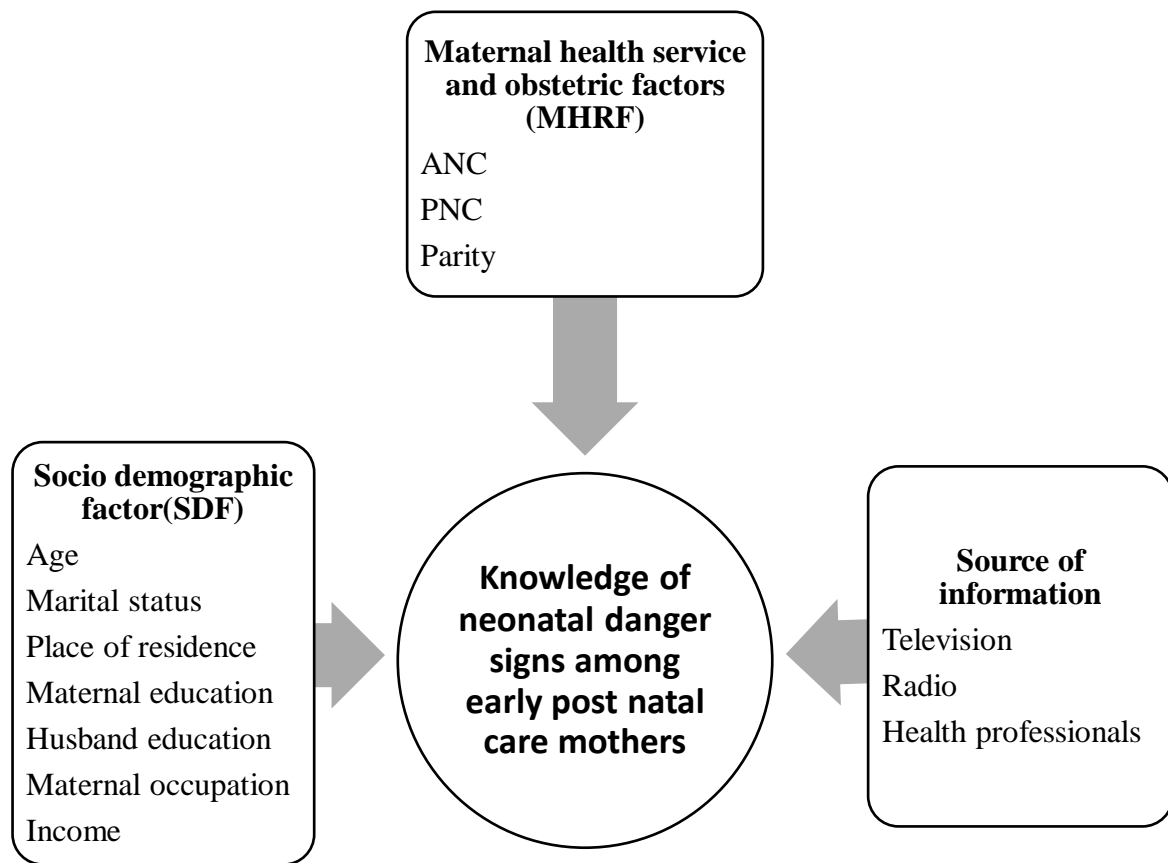 Maternal health service
and obstetric factors
(MHRF)
ANC
PNC
Parity
Socio demographic
factor(SDF)
Age
Marital status
Place of residence
Maternal education
Husband education
Maternal occupation
Income
Knowledge of
neonatal danger
signs among
early post natal
care mothers
Source of
information
Television
Radio
Health professionals